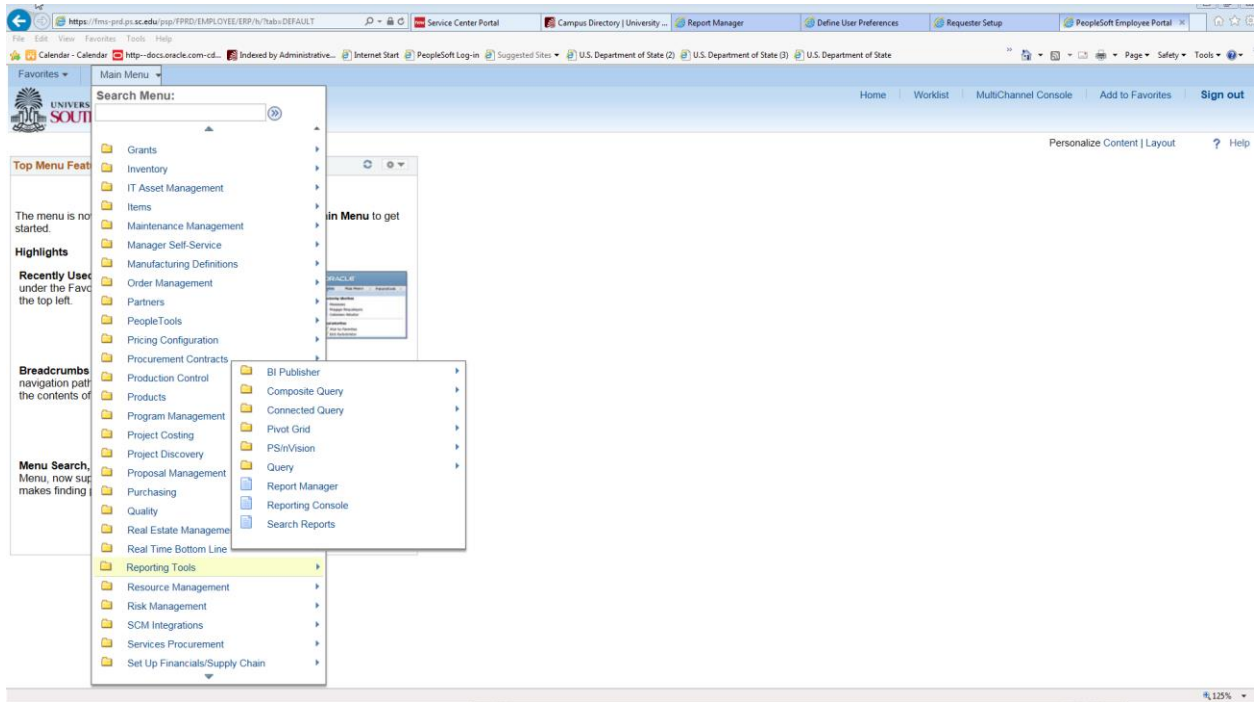 https://fms-prd.ps.sc.edu/psp/FPRD/EMPLOYEE/ERP/h/?tab=DEFAULT
Service Center Portal
Campus Directory | University ...
Report Manager
Define User Preferences
Requester Setup
PeopleSoft Employee Portal
File Edit View Favorites Tools Help
Calendar - Calendar
http--docs.oracle.com-cd...
Indexed by Administrative...
Internet Start
PeopleSoft Log-in
Suggested Sites
U.S. Department of State (2)
U.S. Department of State (3)
U.S. Department of State
Page Safety Tools
Favorites Main Menu
UNIVERS
SOUT
Home Worklist MultiChannel Console Add to Favorites Sign out
Personalize Content | Layout ? Help
Search Menu:
Grants
Inventory
IT Asset Management
Items
Maintenance Management
Manager Self-Service
Manufacturing Definitions
Order Management
Partners
PeopleTools
Pricing Configuration
Procurement Contracts
Production Control
Products
Program Management
Project Costing
Project Discovery
Proposal Management
Purchasing
Quality
Real Estate Manageme
Real Time Bottom Line
Reporting Tools
Resource Management
Risk Management
SCM Integrations
Services Procurement
Set Up Financials/Supply Chain
BI Publisher
Composite Query
Connected Query
Pivot Grid
PS/nVision
Query
Report Manager
Reporting Console
Search Reports
Top Menu Feat
The menu is no
in Menu to get
started.
Highlights
Recently Used
under the Favo
the top left.
Breadcrumbs
navigation path
the contents of
Menu Search,
Menu, now sup
makes finding
125%